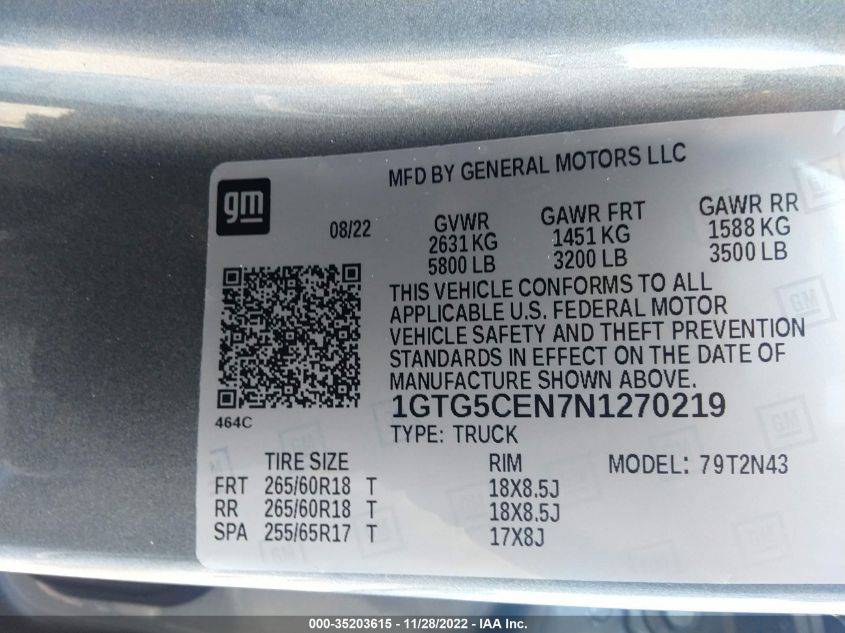 gm
MFD BY GENERAL MOTORS LLC
08/22
GVWR GAWR FRT GAWR RR
2631 KG 1451 KG 1588 KG
5800 LB 3200 LB 3500 LB
THIS VEHICLE CONFORMS TO ALL
APPLICABLE U.S. FEDERAL MOTOR
VEHICLE SAFETY AND THEFT PREVENTION
STANDARDS IN EFFECT ON THE DATE OF
MANUFACTURE SHOWN ABOVE.
1GTG5CEN7N1270219
464C
TYPE: TRUCK
TIRE SIZE RIM MODEL: 79T2N43
FRT 265/60R18 T 18X8.5J
RR 265/60R18 T 18X8.5J
SPA 255/65R17 T 17X8J
000-35203615 - 11/28/2022 - IAA Inc.